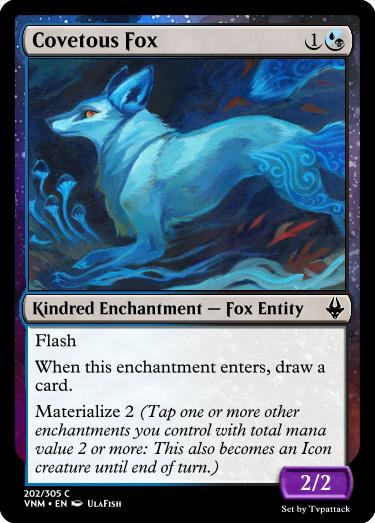 Covetous Fox
1
Kindred Enchantment — Fox Entity
Flash
When this enchantment enters, draw a
card.
Materialize 2 (Tap one or more other
enchantments you control with total mana
value 2 or more: This also becomes an Icon
creature until end of turn.)
2/2
202/305 C
VNM • EN UlaFish
Set by Tvpattack